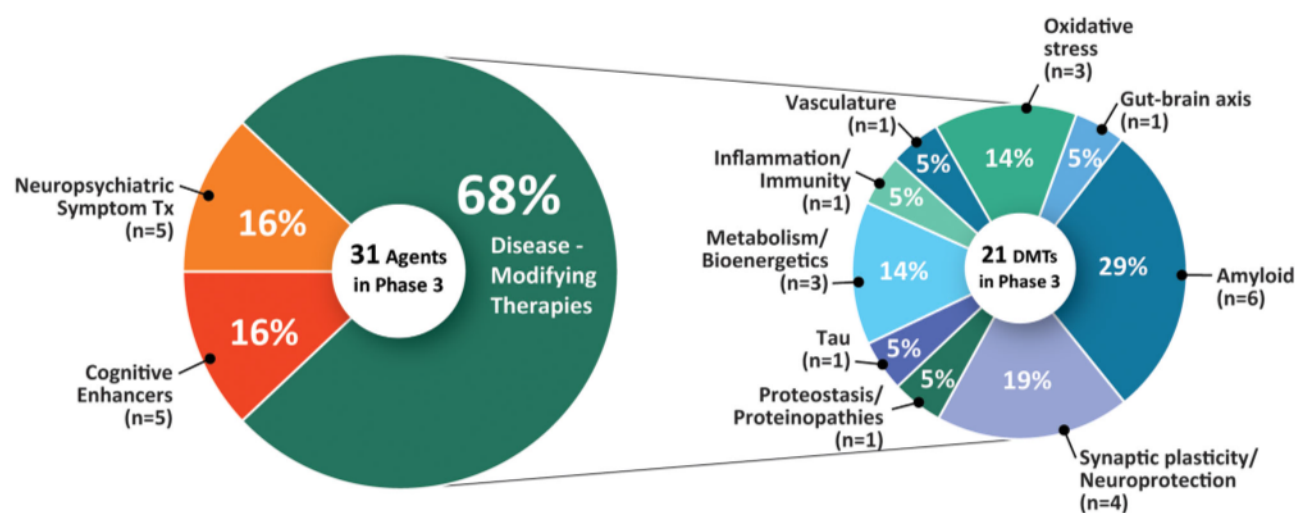 Neuropsychiatric
Symptom Tx
(n=5)
16%
Cognitive
Enhancers
(n=5)
16%
31 Agents
in Phase 3
68%
Disease -
Modifying
Therapies
Oxidative
stress
(n=3)
14%
Gut-brain axis
(n=1)
5%
Amyloid
(n=6)
29%
Synaptic plasticity/
Neuroprotection
(n=4)
19%
Proteostasis/
Proteinopathies
(n=1)
5%
Tau
(n=1)
5%
Metabolism/
Bioenergetics
(n=3)
14%
Inflammation/
Immunity
(n=1)
5%
Vasculature
(n=1)
5%
21 DMTs
in Phase 3